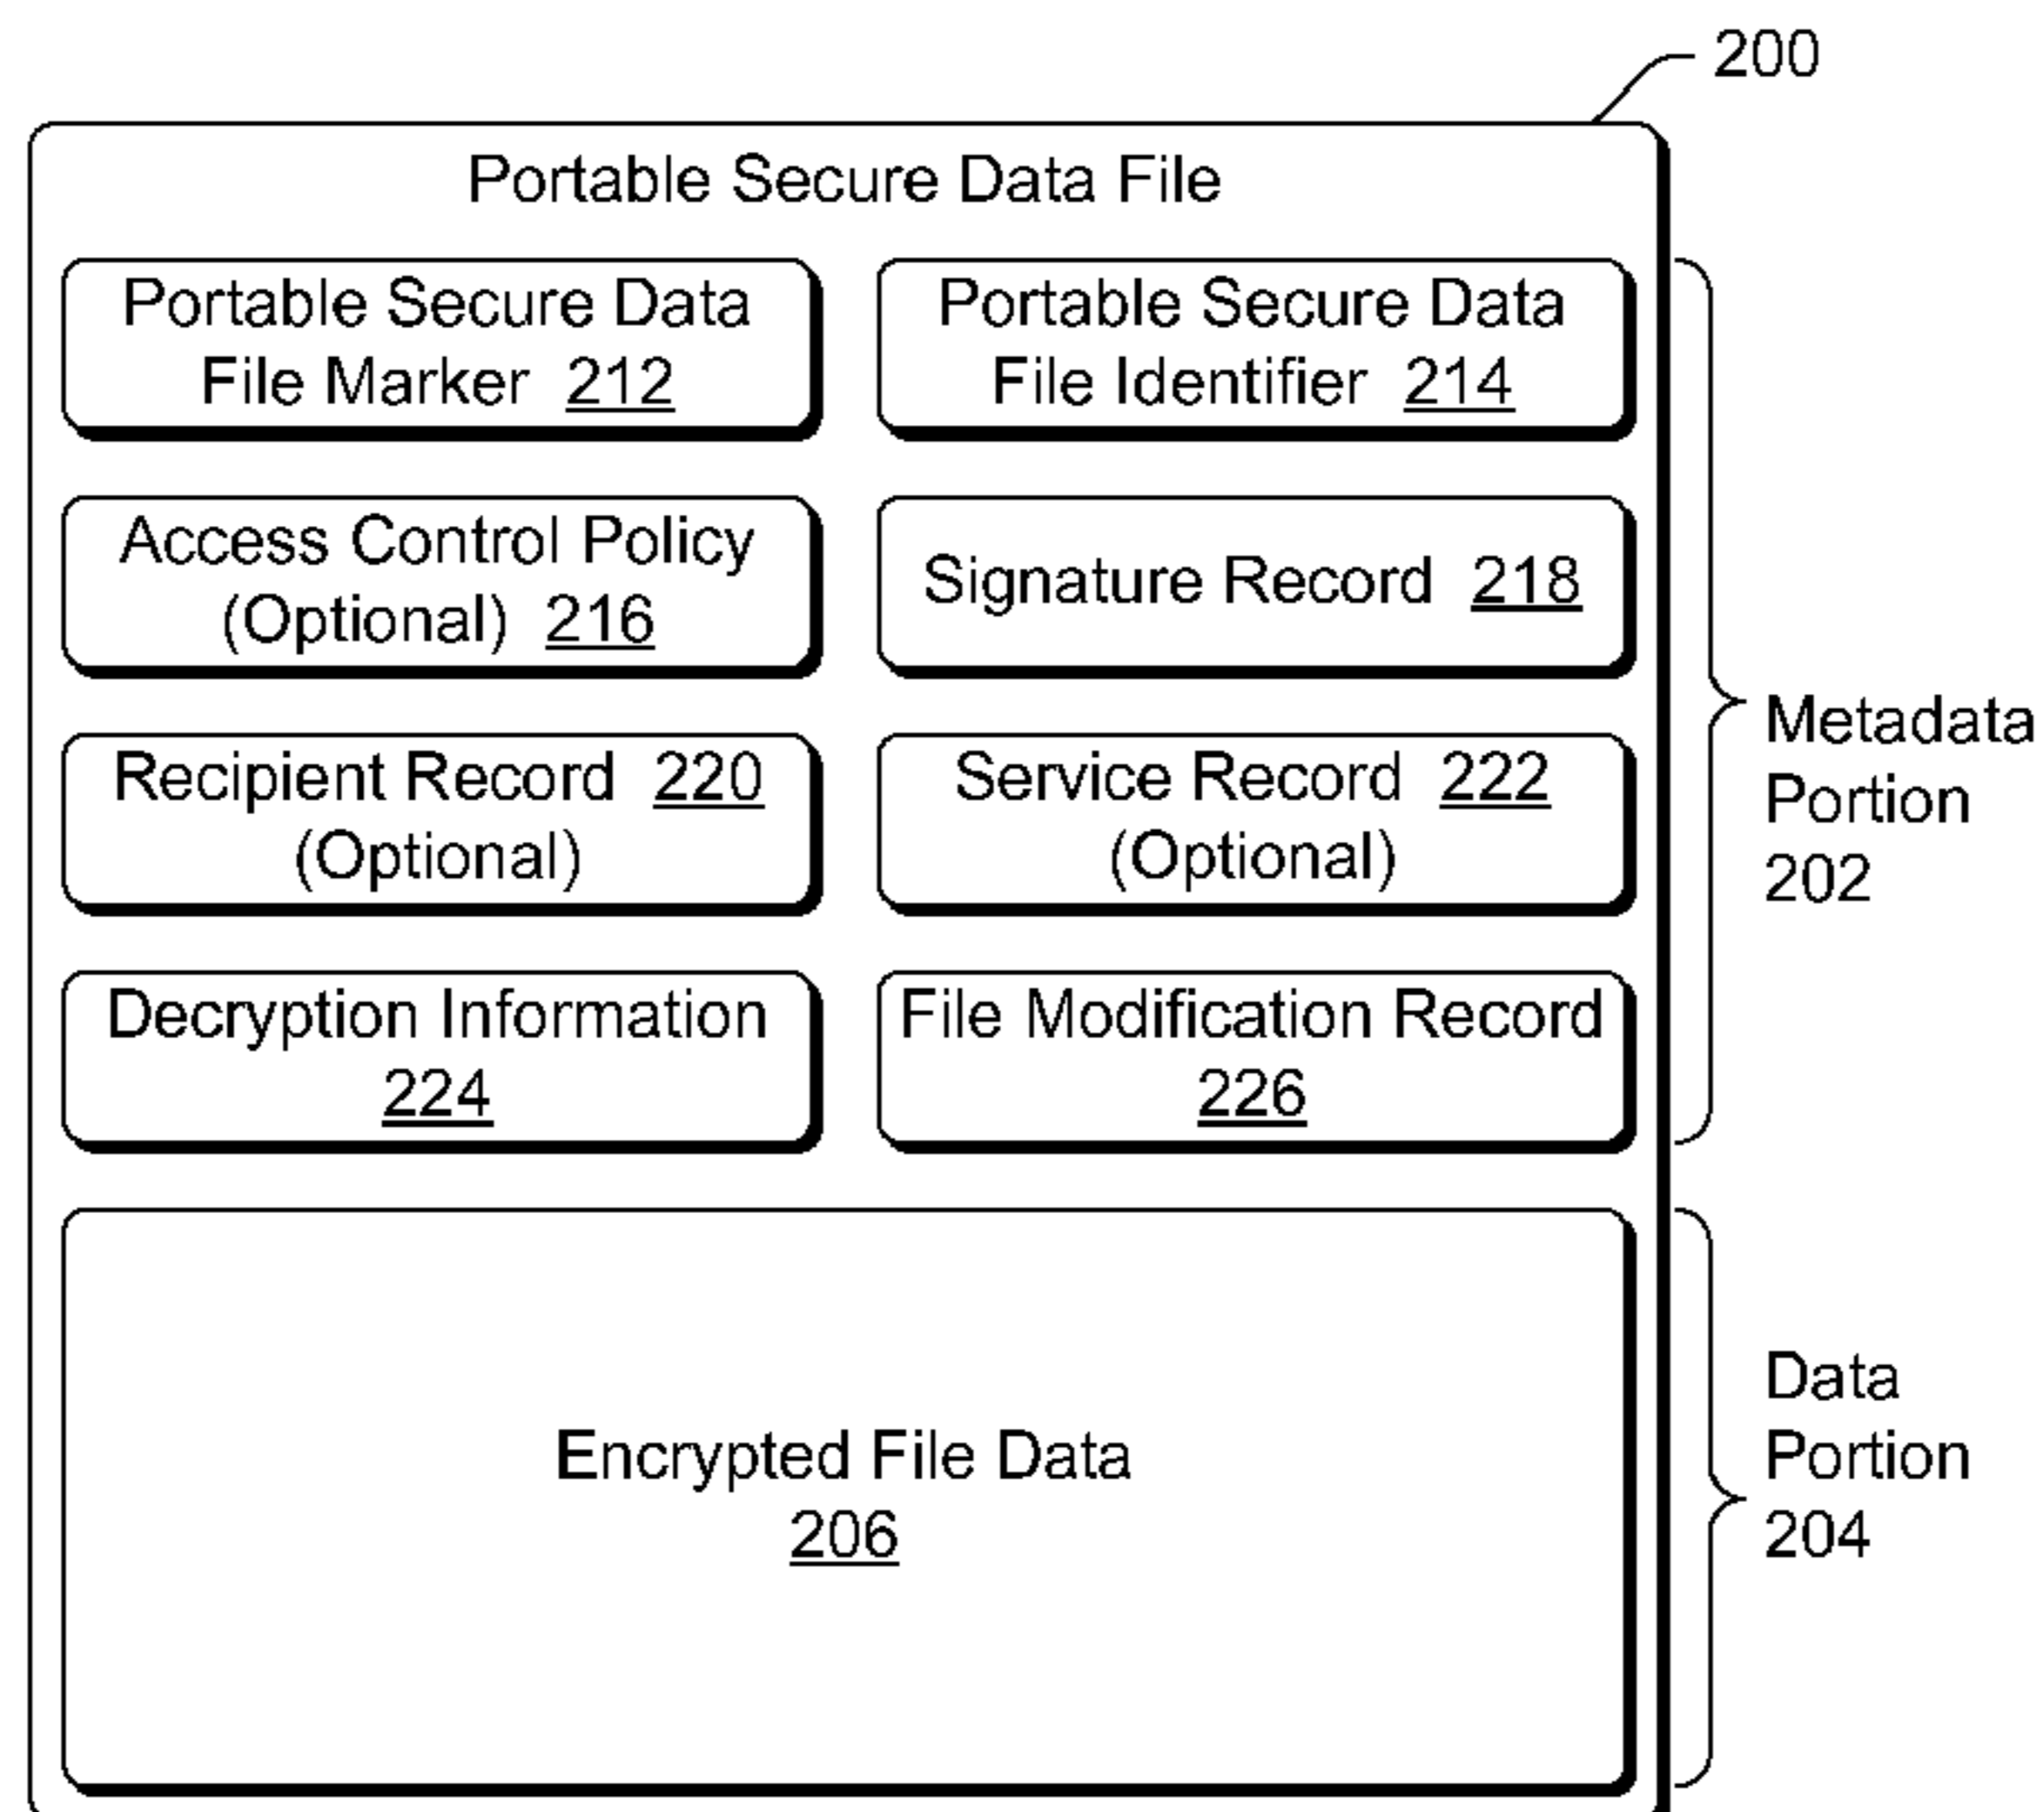 200
Portable Secure Data File
Portable Secure Data
File Marker 212
Portable Secure Data
File Identifier 214
Access Control Policy
(Optional) 216
Signature Record 218
Recipient Record 220
(Optional)
Service Record 222
(Optional)
Decryption Information
224
File Modification Record
226
Metadata
Portion
202
Encrypted File Data
206
Data
Portion
204